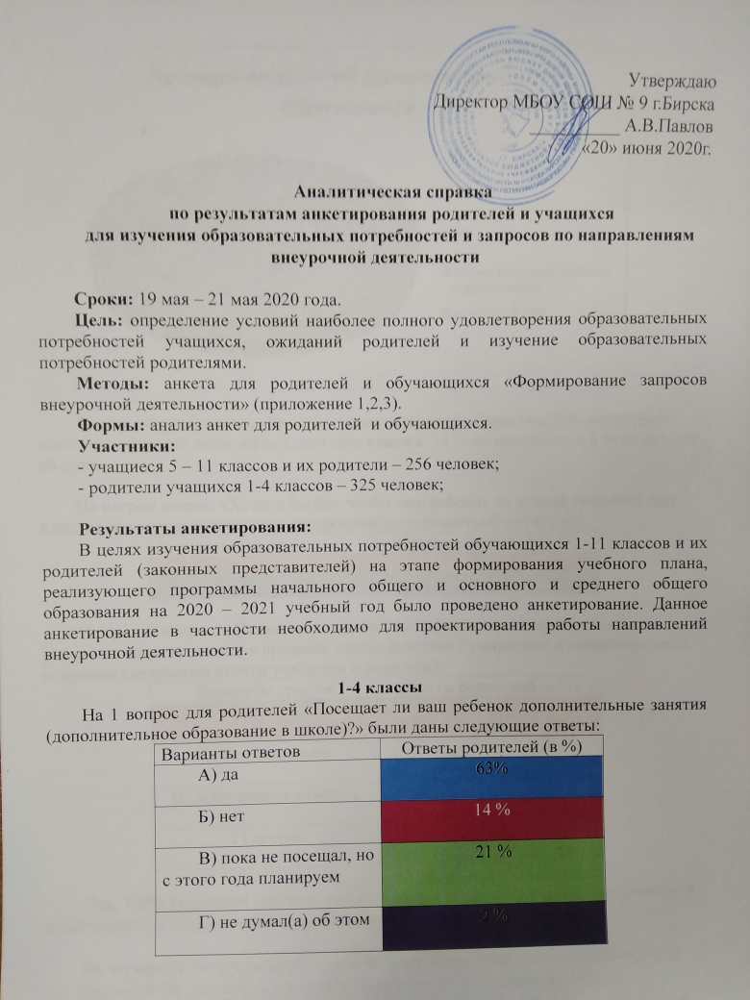 Утверждаю
Директор МБОУ СОШ № 9 г.Бирска
__________ А.В.Павлов
«20» июня 2020г.
Аналитическая справка
по результатам анкетирования родителей и учащихся
для изучения образовательных потребностей и запросов по направлениям
внеурочной деятельности
Сроки: 19 мая – 21 мая 2020 года.
Цель: определение условий наиболее полного удовлетворения образовательных
потребностей учащихся, ожиданий родителей и изучение образовательных
потребностей родителями.
Методы: анкета для родителей и обучающихся «Формирование запросов
внеурочной деятельности» (приложение 1,2,3).
Формы: анализ анкет для родителей и обучающихся.
Участники:
- учащиеся 5 – 11 классов и их родители – 256 человек;
- родители учащихся 1-4 классов – 325 человек;
Результаты анкетирования:
В целях изучения образовательных потребностей обучающихся 1-11 классов и их
родителей (законных представителей) на этапе формирования учебного плана,
реализующего программы начального общего и основного и среднего общего
образования на 2020 – 2021 учебный год было проведено анкетирование. Данное
анкетирование в частности необходимо для проектирования работы направлений
внеурочной деятельности.
1-4 классы
На 1 вопрос для родителей «Посещает ли ваш ребенок дополнительные занятия
(дополнительное образование в школе)?» были даны следующие ответы:
Варианты ответов Ответы родителей (в %)
А) да 63%
Б) нет 14 %
В) пока не посещал, но 21 %
с этого года планируем
Г) не думал(а) об этом 2 %